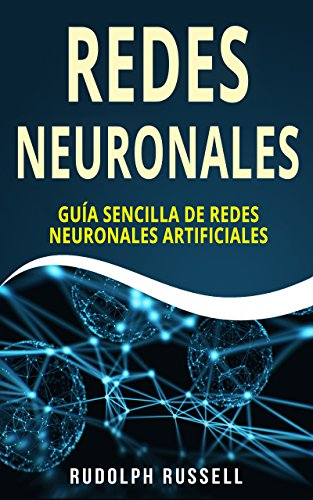 REDES
NEURONALES
GUÍA SENCILLA DE REDES
NEURONALES ARTIFICIALES
RUDOLPH RUSSELL